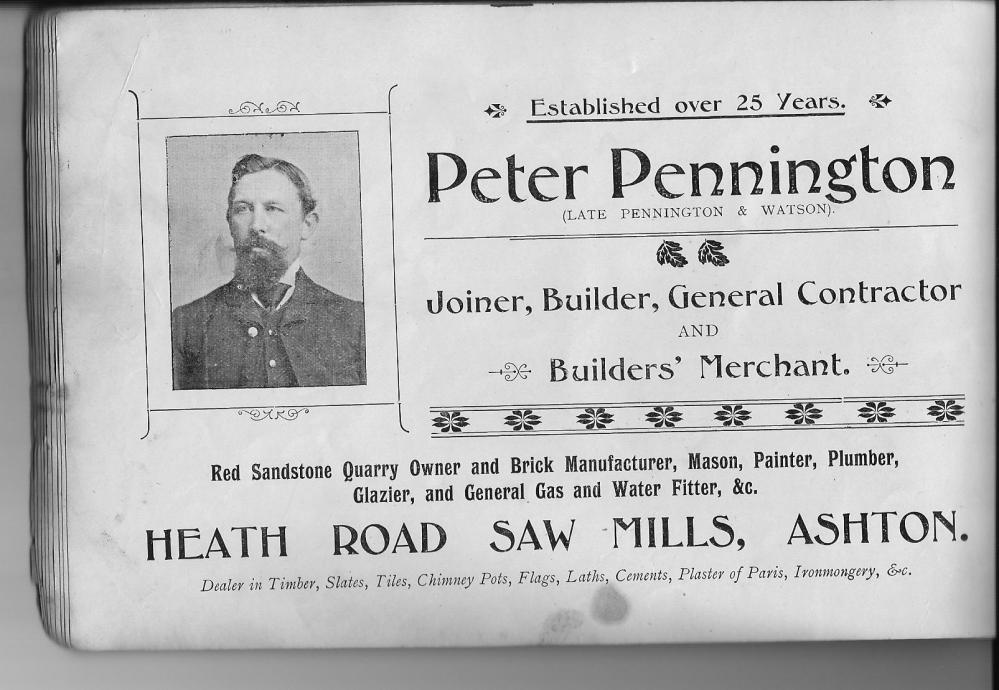 Established over 25 Years.
Peter Pennington
(LATE PENNINGTON & WATSON).
Joiner, Builder, General Contractor
AND
Builders' Merchant.
Red Sandstone Quarry Owner and Brick Manufacturer, Mason, Painter, Plumber,
Glazier, and General Gas and Water Fitter, &c.
HEATH ROAD SAW MILLS, ASHTON.
Dealer in Timber, Slates, Tiles, Chimney Pots, Flags, Laths, Cements, Plaster of Paris, Ironmongery, &c.